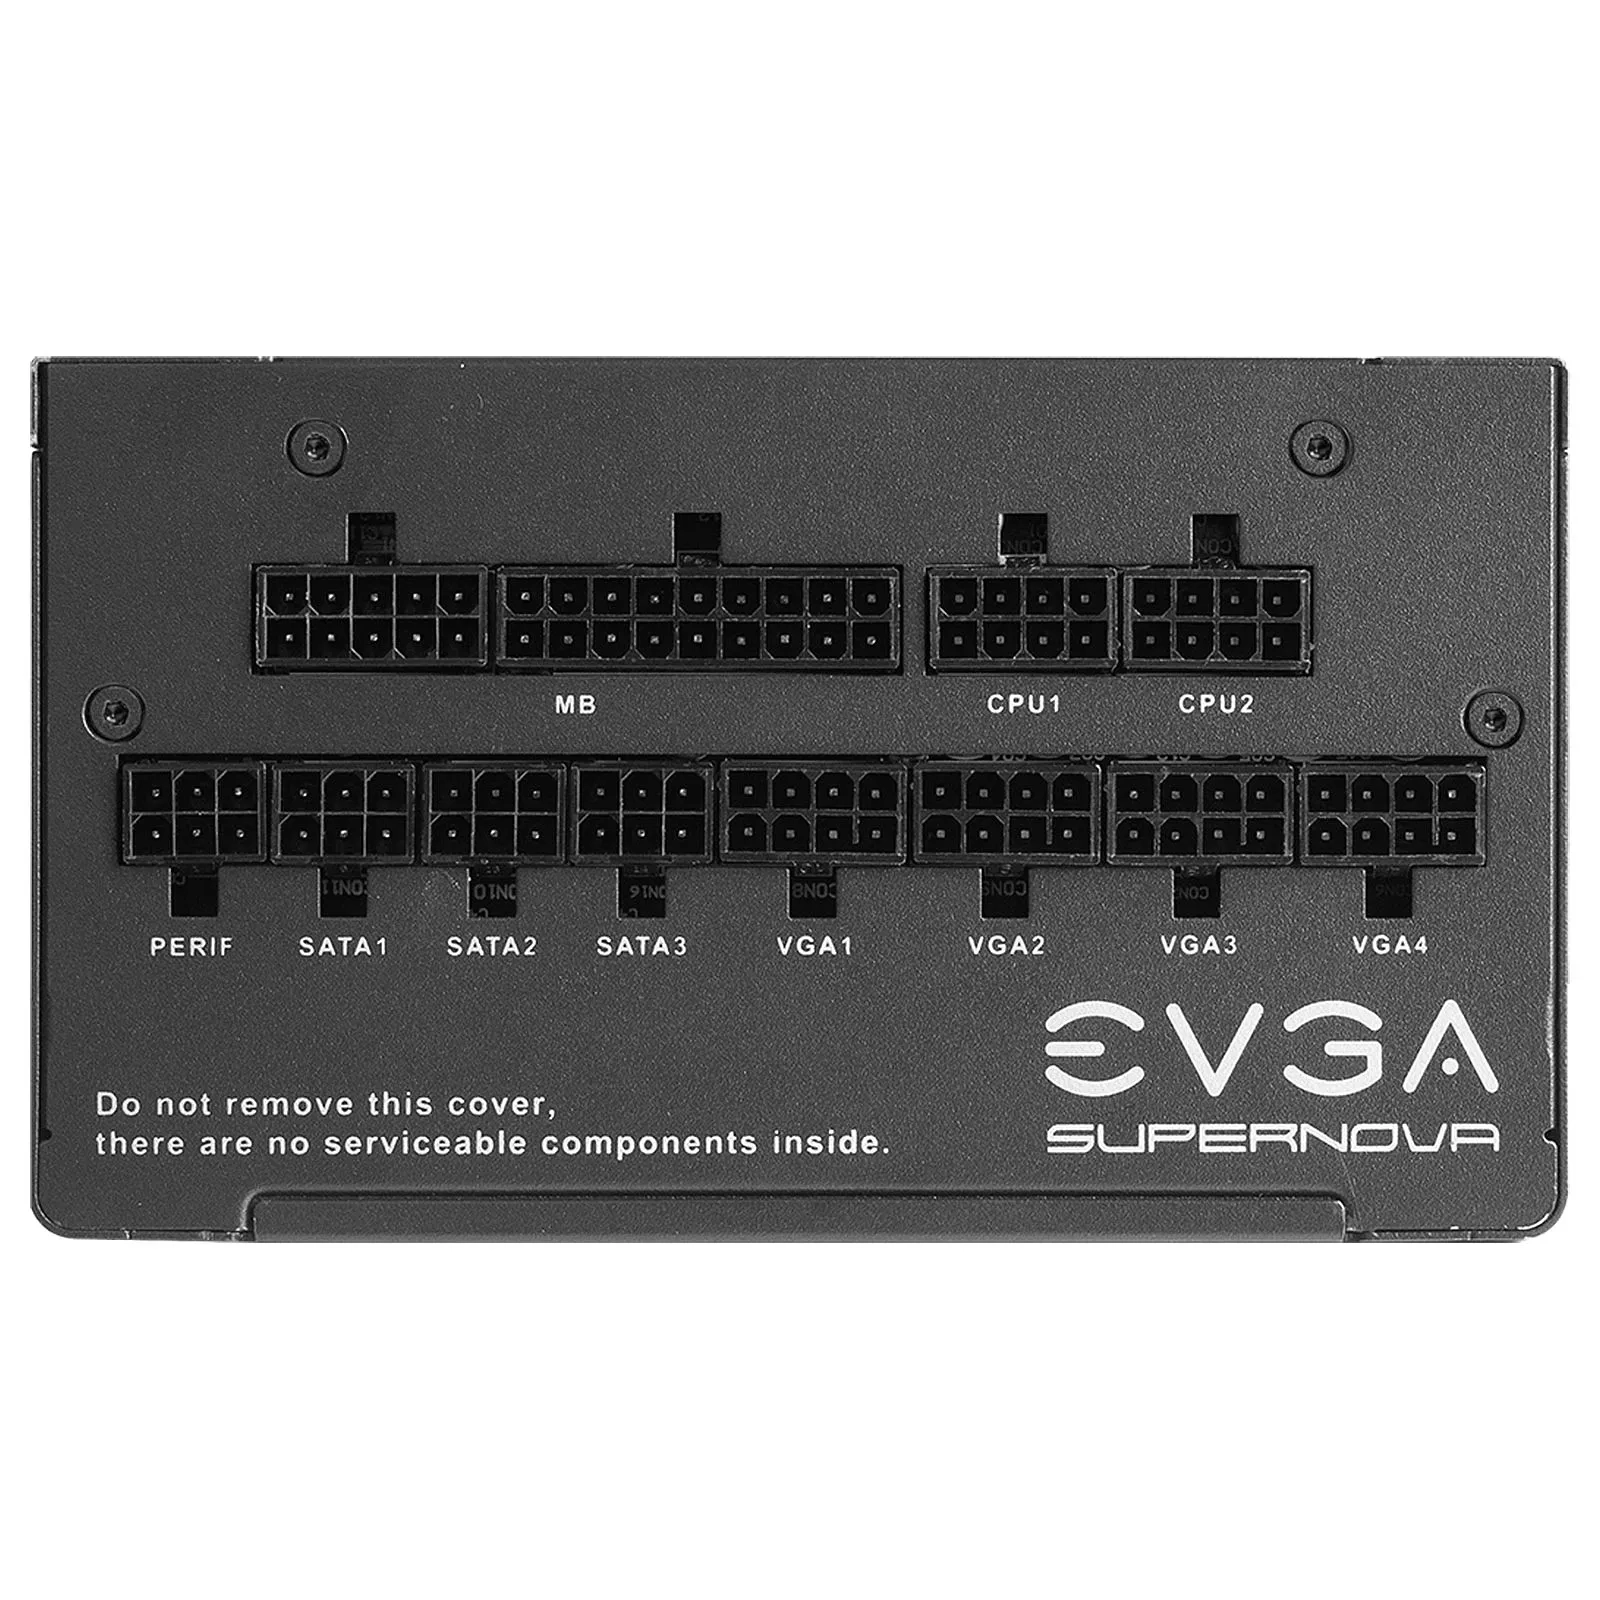 MB CPU1 CPU2
PERIF SATA1 SATA2 SATA3 VGA1 VGA2 VGA3 VGA4
EVGA
SUPERNOVA
Do not remove this cover,
there are no serviceable components inside.